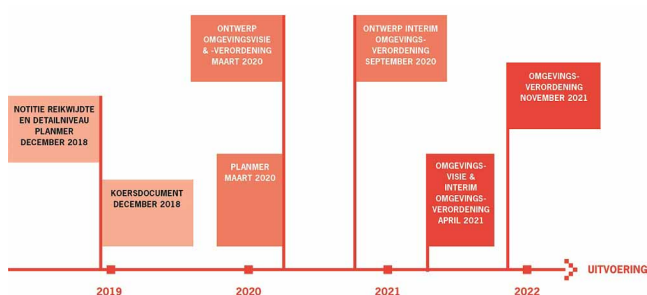 NOTITIE REIKWIJDTE
EN DETAILNIVEAU
PLANMER
DECEMBER 2018
KOERSDOCUMENT
DECEMBER 2018
ONTWERP
OMGEVINGSVISIE
& -VERORDENING
MAART 2020
PLANMER
MAART 2020
ONTWERP INTERIM
OMGEVINGS-
VERORDENING
SEPTEMBER 2020
OMGEVINGS-
VISIE &
INTERIM
OMGEVINGS-
VERORDENING
APRIL 2021
OMGEVINGS-
VERORDENING
NOVEMBER 2021
UITVOERING
2019
2020
2021
2022